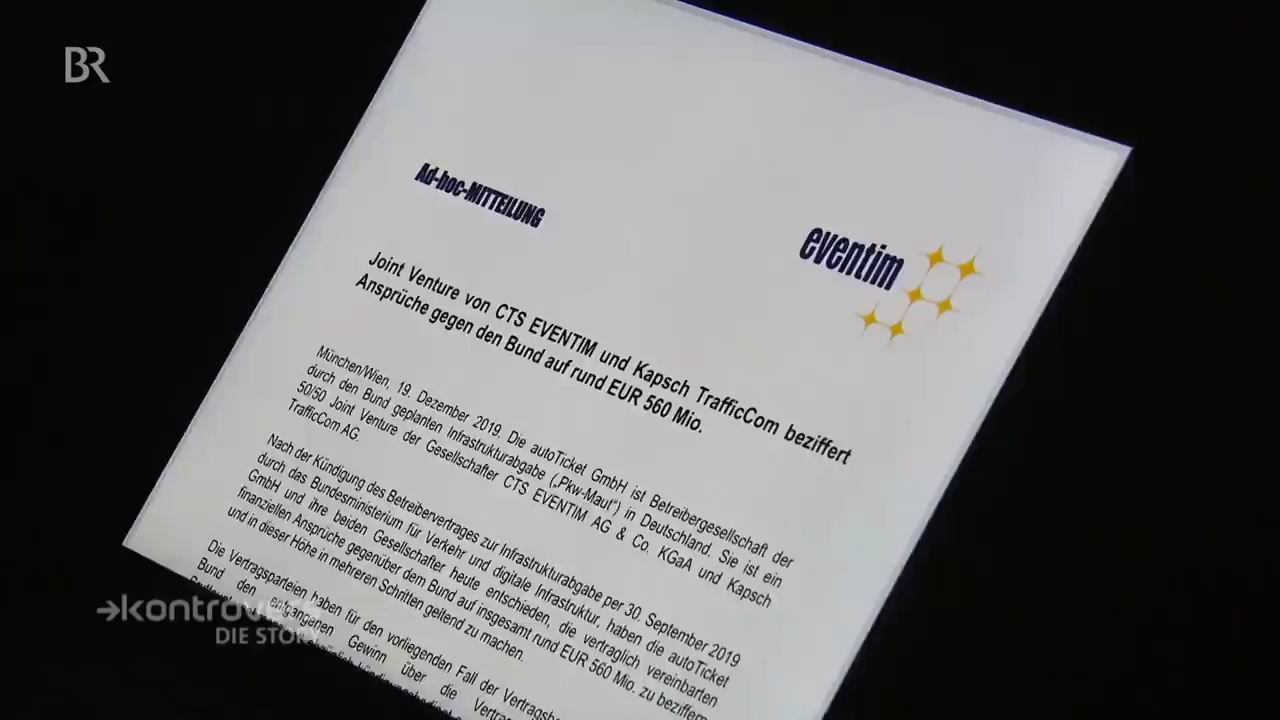 BR
Ad-hoc-MITTEILUNG
eventim
Joint Venture von CTS EVENTIM und Kapsch TrafficCom beziffert
Ansprüche gegen den Bund auf rund EUR 560 Mio.
München/Wien, 19. Dezember 2019. Die autoTicket GmbH ist Betreibergesellschaft der
durch den Bund geplanten Infrastrukturabgabe („Pkw-Maut“) in Deutschland. Sie ist ein
50/50 Joint Venture der Gesellschafter CTS EVENTIM AG & Co. KGaA und Kapsch
TrafficCom AG.
Nach der Kündigung des Betreibervertrages zur Infrastrukturabgabe per 30. September 2019
durch das Bundesministerium für Verkehr und digitale Infrastruktur, haben die autoTicket
GmbH und ihre beiden Gesellschafter heute entschieden, die vertraglich vereinbarten
finanziellen Ansprüche gegenüber dem Bund auf insgesamt rund EUR 560 Mio. zu beziffern
und in dieser Höhe in mehreren Schritten geltend zu machen.
Die Vertragsparteien haben für den vorliegenden Fall der
Bund den entgangenen Gewinn über die
kontrovers
DIE STORY